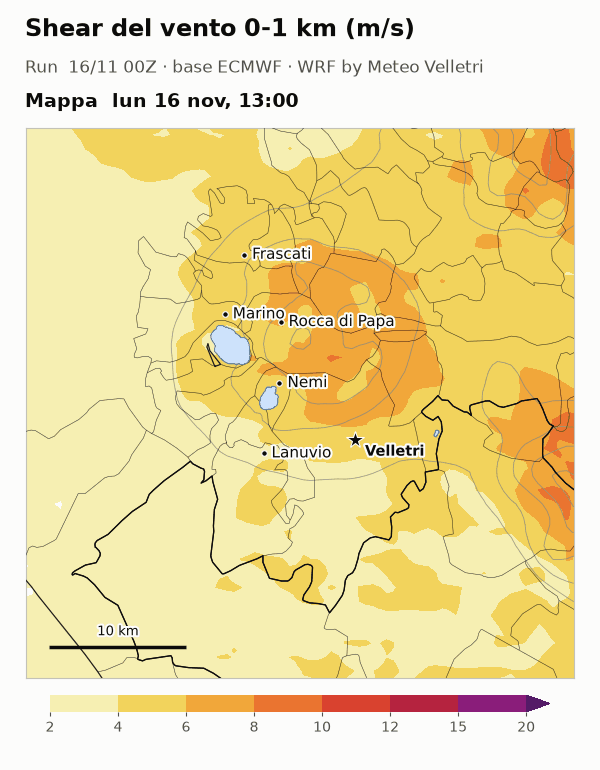 Shear del vento 0-1 km (m/s)
Run  16/11 00Z · base ECMWF · WRF by Meteo Velletri
Mappa  lun 16 nov, 13:00
Frascati
Marino
Rocca di Papa
Nemi
Velletri
Lanuvio
10 km
2 4 6 8 10 12 15 20